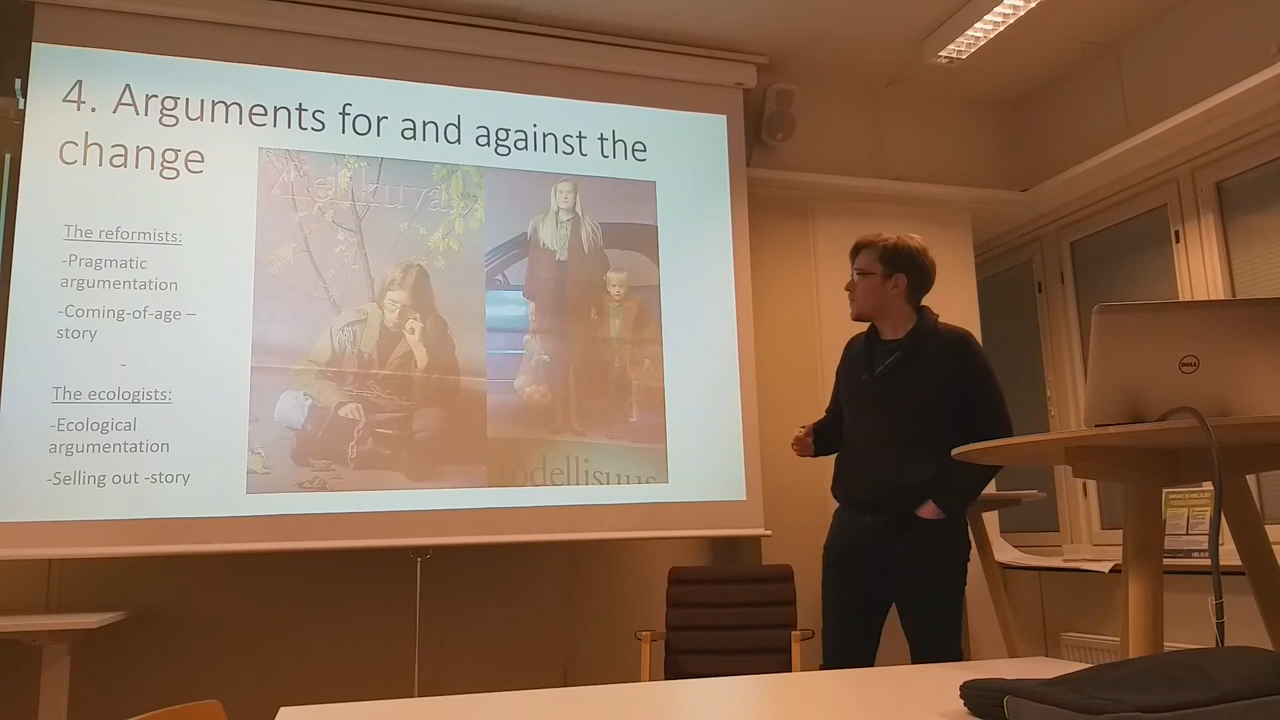 4. Arguments for and against the
change
The reformists:
-Pragmatic
argumentation
-Coming-of-age –
story
-
The ecologists:
-Ecological
argumentation
-Selling out -story
odellisuus
DELL